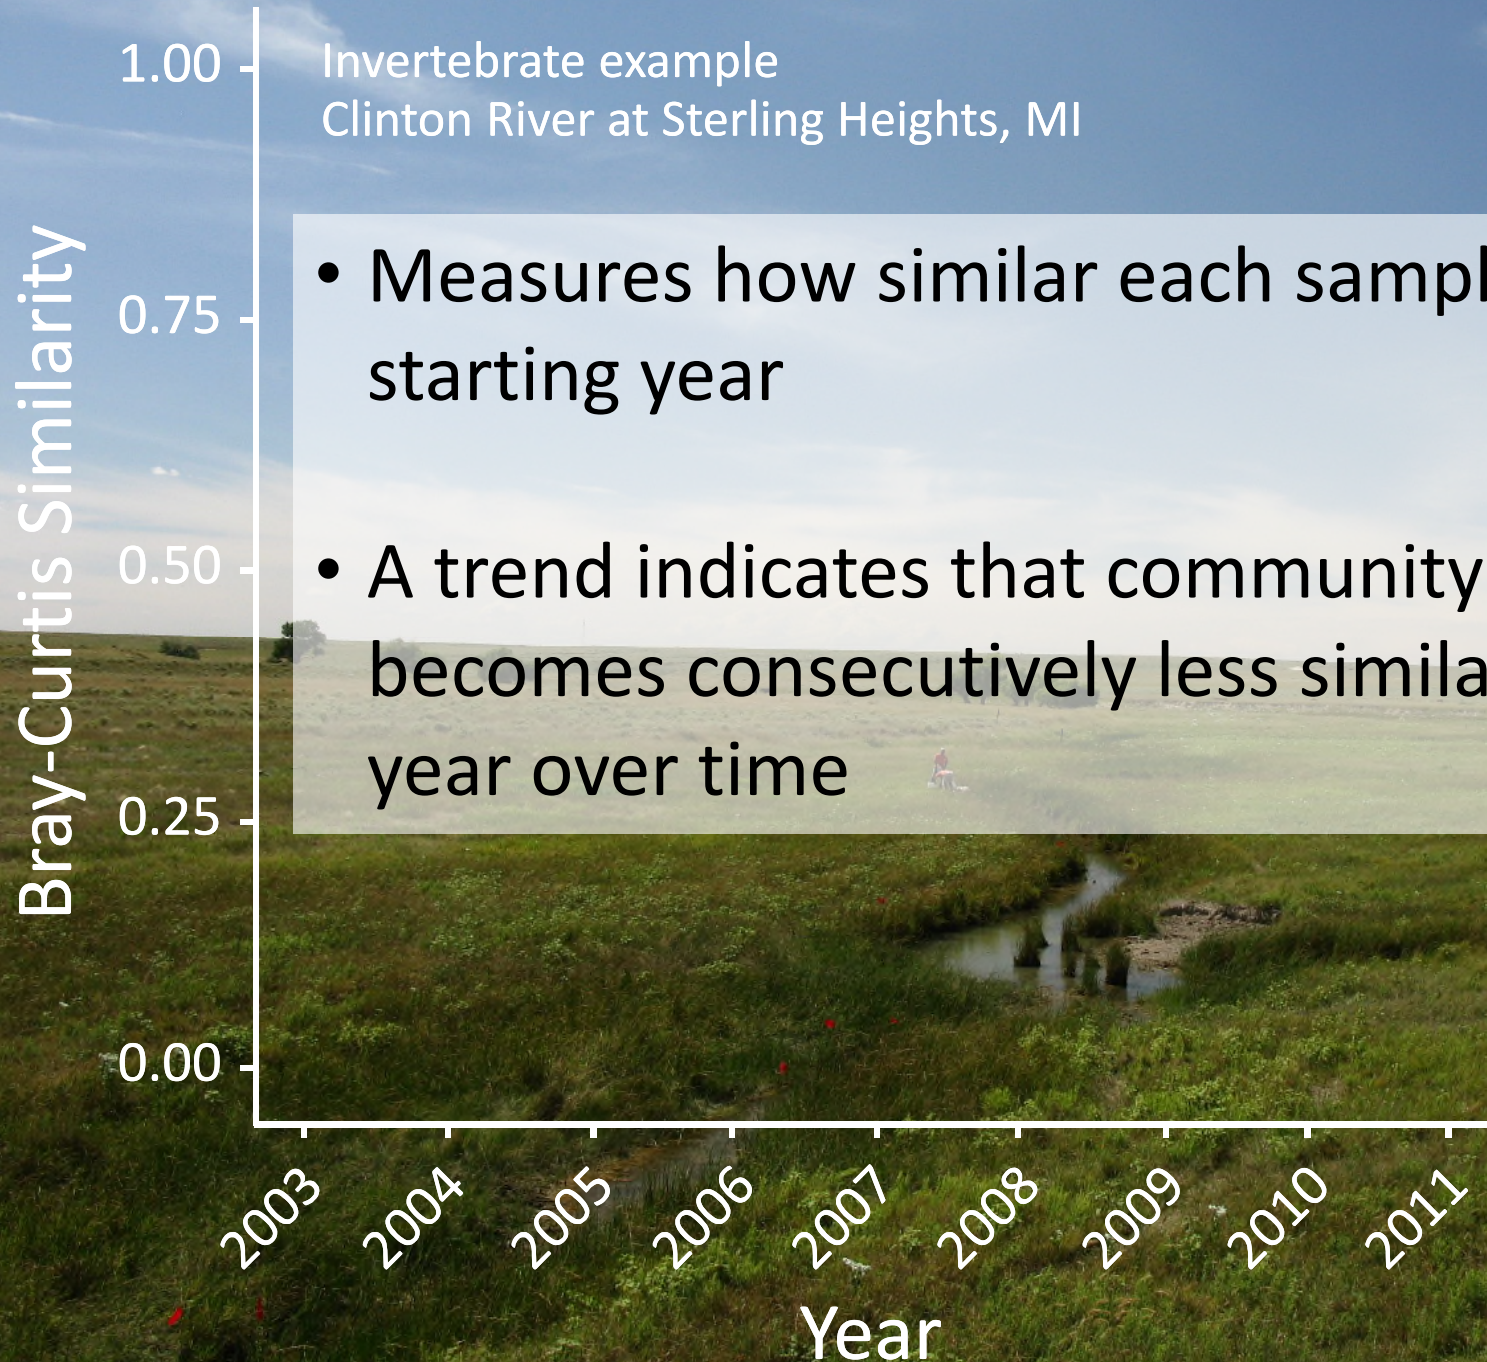 1.00
Invertebrate example
Clinton River at Sterling Heights, MI
Measures how similar each
starting year
A trend indicates that community
becomes consecutively less
year over time
0.75
0.50
0.25
0.00
Bray-Curtis Similarity
2003 2004 2005 2006 2007 2008 2009 2010 2011
Year